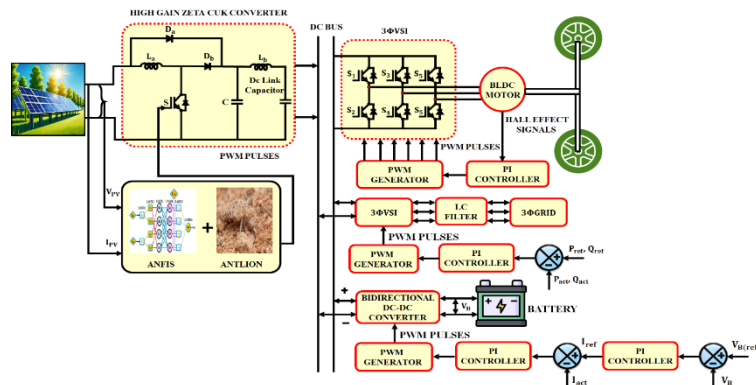 HIGH GAIN ZETA CUK CONVERTER
DC BUS
3ΦVSI
Da
La
Db
Lb
Dc Link
Capacitor
S
C
PWM PULSES
S1
S3
S5
S4
S2
BLDC
MOTOR
HALL EFFECT
SIGNALS
PWM PULSES
PWM
GENERATOR
PI
CONTROLLER
VPV
IPV
ANFIS
+
ANTLION
3ΦVSI
LC
FILTER
3ΦGRID
PWM PULSES
PWM
GENERATOR
PI
CONTROLLER
Pref, Qref
Pact, Qact
+
−
BIDIRECTIONAL
DC-DC
CONVERTER
BATTERY
PWM PULSES
PWM
GENERATOR
PI
CONTROLLER
Iref
Iact
PI
CONTROLLER
VB(ref
VB